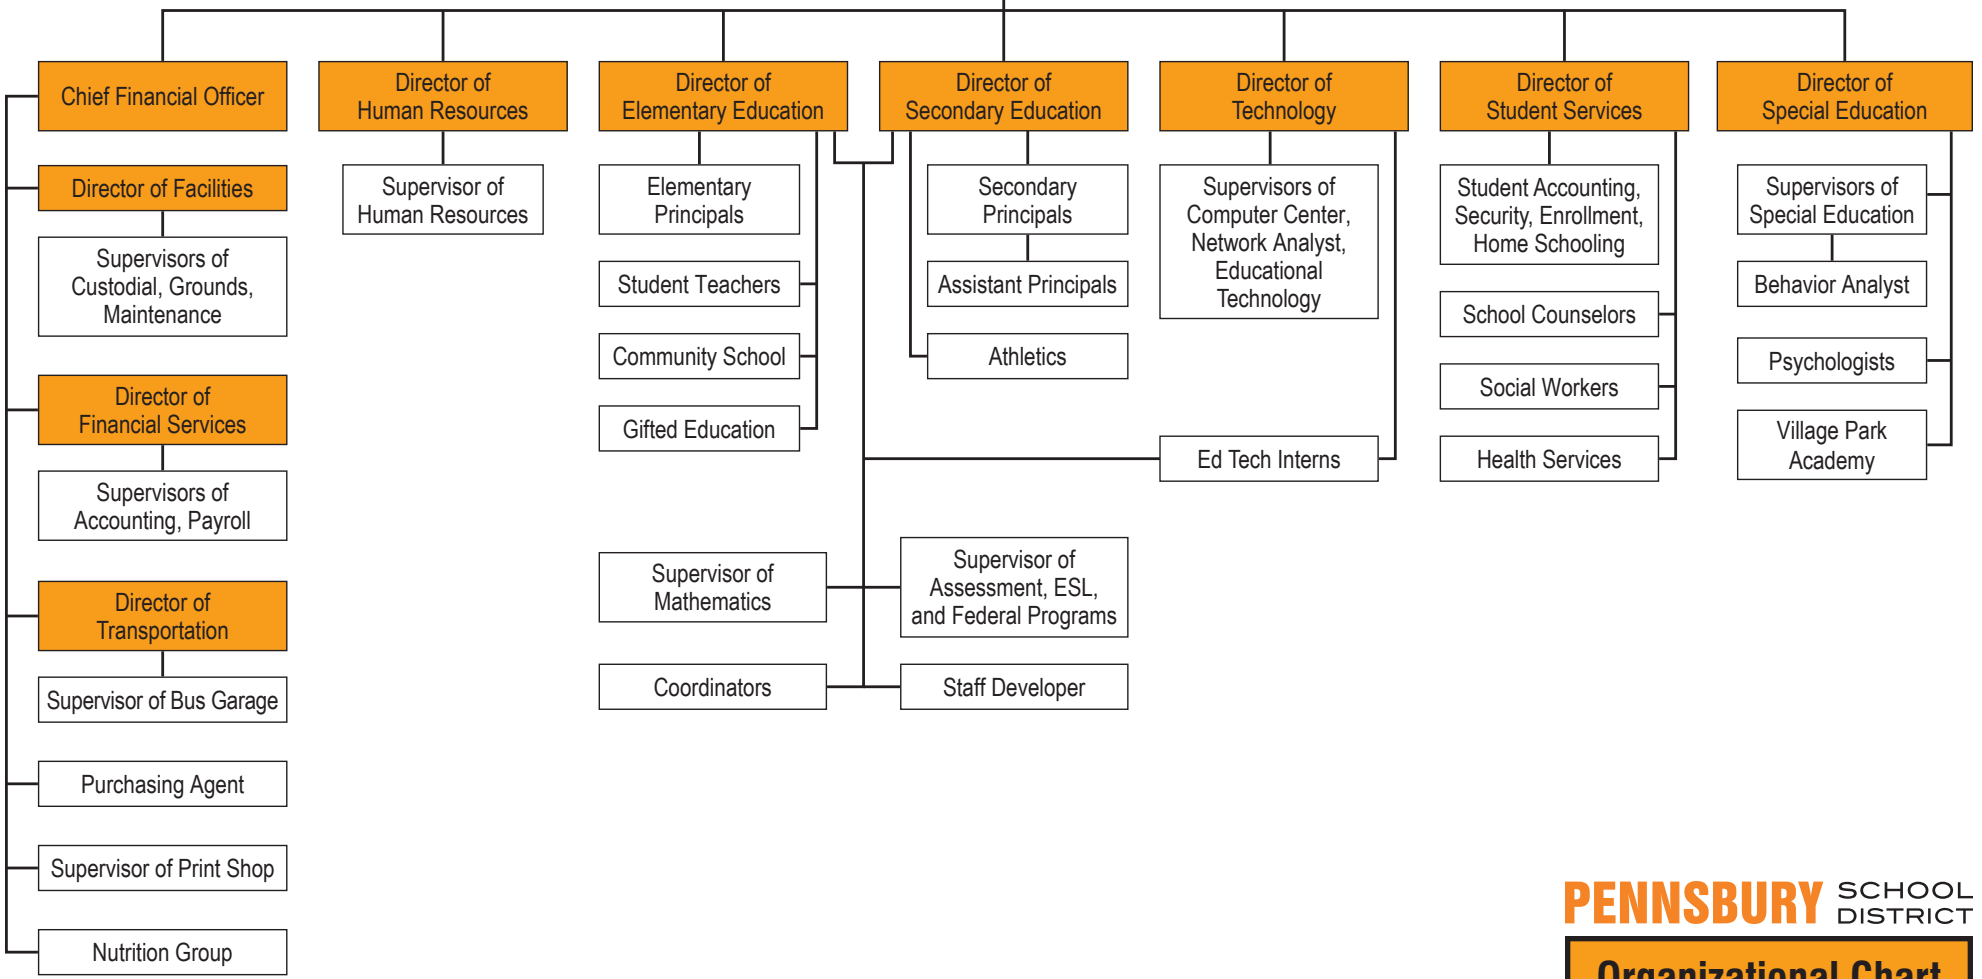 Chief Financial Officer
Director of
Human Resources
Director of
Elementary Education
Director of
Secondary Education
Director of
Technology
Director of
Student Services
Director of
Special Education
Director of Facilities
Supervisors of
Custodial, Grounds,
Maintenance
Director of
Financial Services
Supervisors of
Accounting, Payroll
Director of
Transportation
Supervisor of Bus Garage
Purchasing Agent
Supervisor of Print Shop
Nutrition Group
Supervisor of
Human Resources
Elementary
Principals
Student Teachers
Community School
Gifted Education
Secondary
Principals
Assistant Principals
Athletics
Supervisors of
Computer Center,
Network Analyst,
Educational
Technology
Ed Tech Interns
Student Accounting,
Security, Enrollment,
Home Schooling
School Counselors
Social Workers
Health Services
Supervisors of
Special Education
Behavior Analyst
Psychologists
Village Park
Academy
Supervisor of
Mathematics
Supervisor of
Assessment, ESL,
and Federal Programs
Coordinators
Staff Developer
PENNSBURY SCHOOL
DISTRICT
Organizational Chart